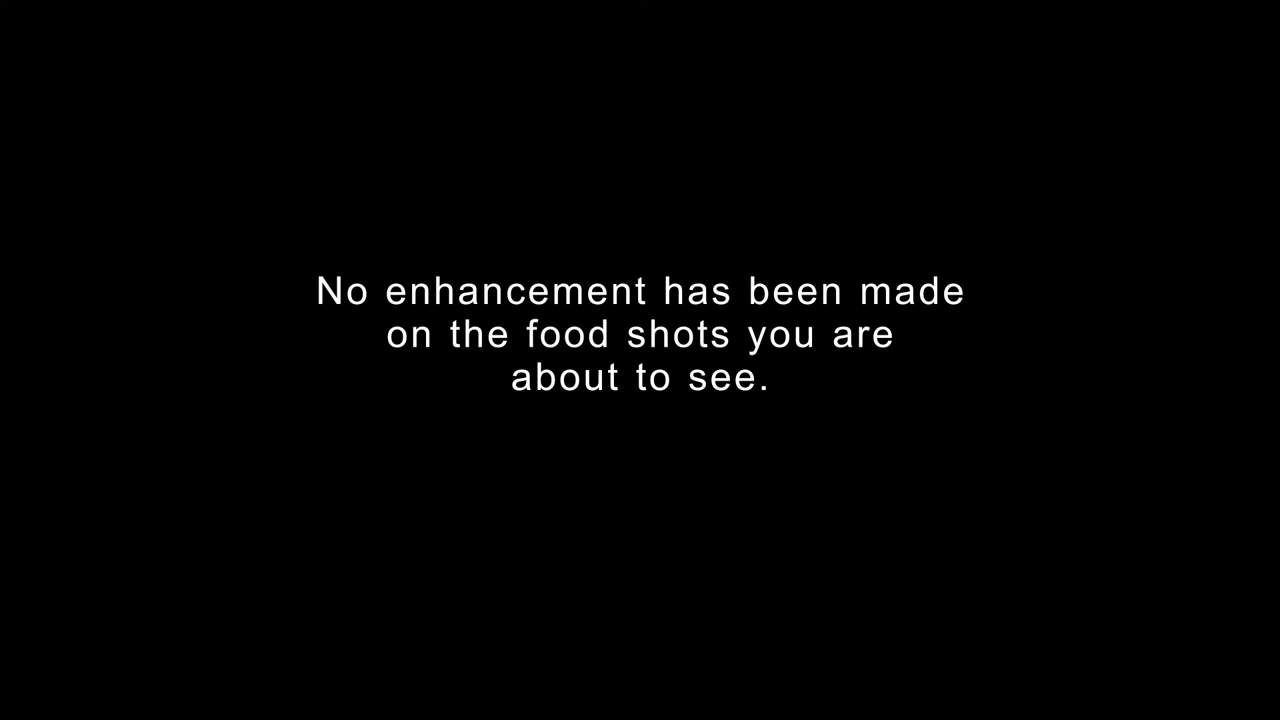 No enhancement has been made
on the food shots you are
about to see.